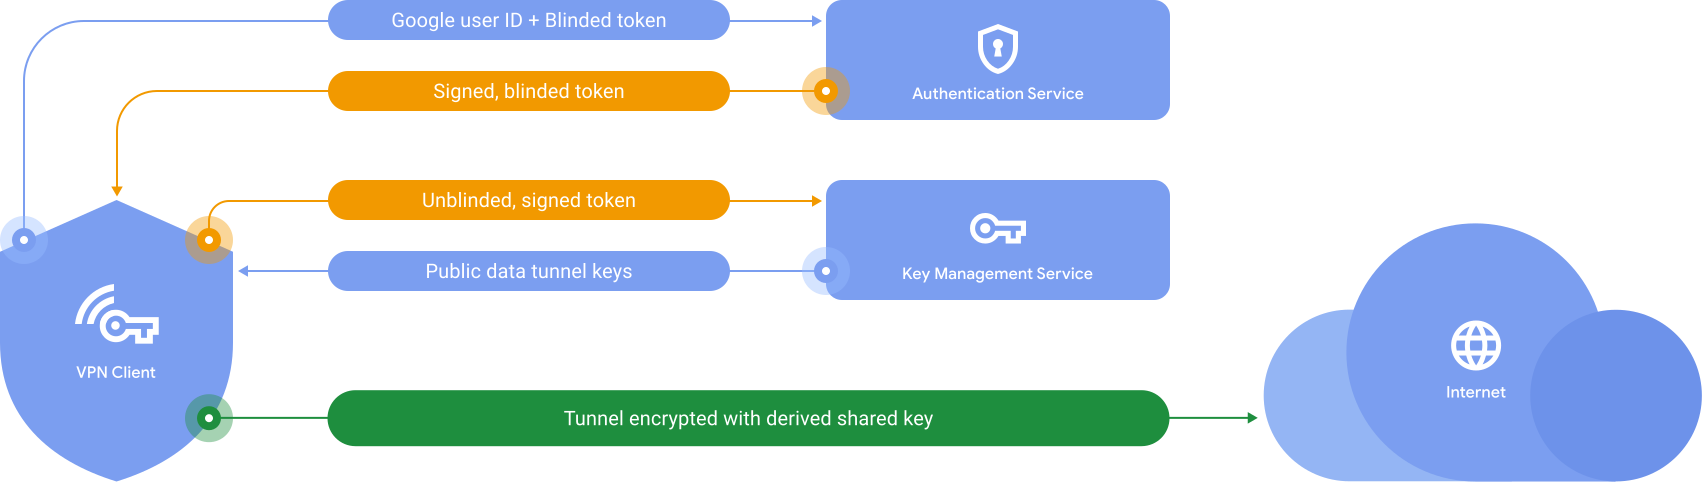 Google user ID + Blinded token
Signed, blinded token
Authentication Service
Unblinded, signed token
Public data tunnel keys
Key Management Service
VPN Client
Internet
Tunnel encrypted with derived shared key